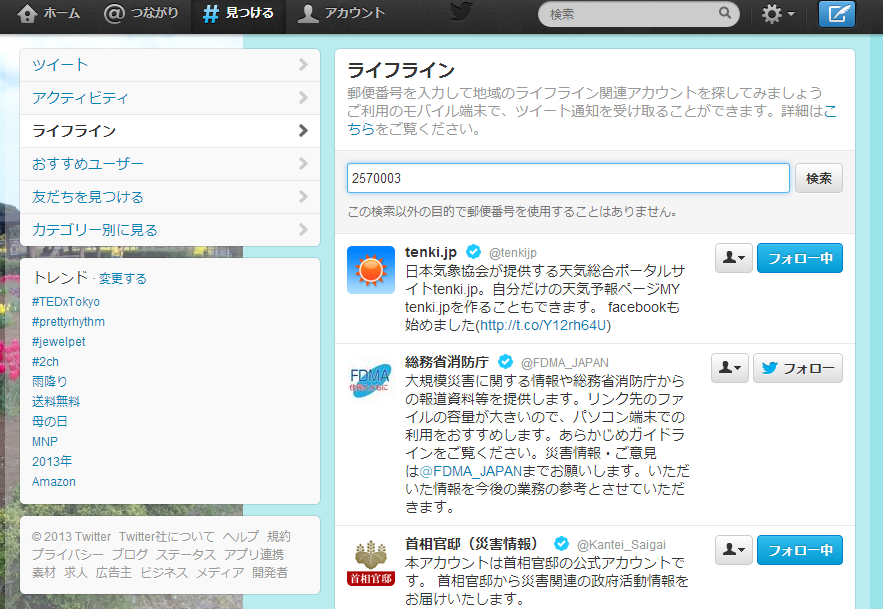 ホーム
@ つながり
# 見つける
アカウント
検索
ツイート
アクティビティ
ライフライン
おすすめユーザー
友だちを見つける
カテゴリー別に見る
トレンド · 変更する
#TEDxTokyo
#prettyrhythm
#jewelpet
#2ch
雨降り
送料無料
母の日
MNP
2013年
Amazon
© 2013 Twitter Twitter社について ヘルプ 規約
プライバシー ブログ ステータス アプリ連携
素材 求人 広告主 ビジネス メディア 開発者
ライフライン
郵便番号を入力して地域のライフライン関連アカウントを探してみましょう
ご利用のモバイル端末で、ツイート通知を受け取ることができます。詳細はこ
ちらをご覧ください。
2570003
検索
この検索以外の目的で郵便番号を使用することはありません。
tenki.jp @tenkijp
フォロー中
日本気象協会が提供する天気総合ポータルサ
イトtenki.jp。自分だけの天気予報ページMY
tenki.jpを作ることもできます。 facebookも
始めました(http://t.co/Y12rh64U)
FDMA
住民とともに
総務省消防庁 @FDMA_JAPAN
フォロー
大規模災害に関する情報や総務省消防庁から
の報道資料等を提供します。リンク先のファ
イルの容量が大きいので、パソコン端末での
利用をおすすめします。あらかじめガイドラ
インをご覧ください。災害情報・ご意見
は@FDMA_JAPANまでお願いします。いただ
いた情報を今後の業務の参考とさせていただ
きます。
首相官邸
首相官邸（災害情報） @Kantei_Saigai
フォロー中
本アカウントは首相官邸の公式アカウントで
す。 首相官邸から災害関連の政府活動情報を
お届けいたします。